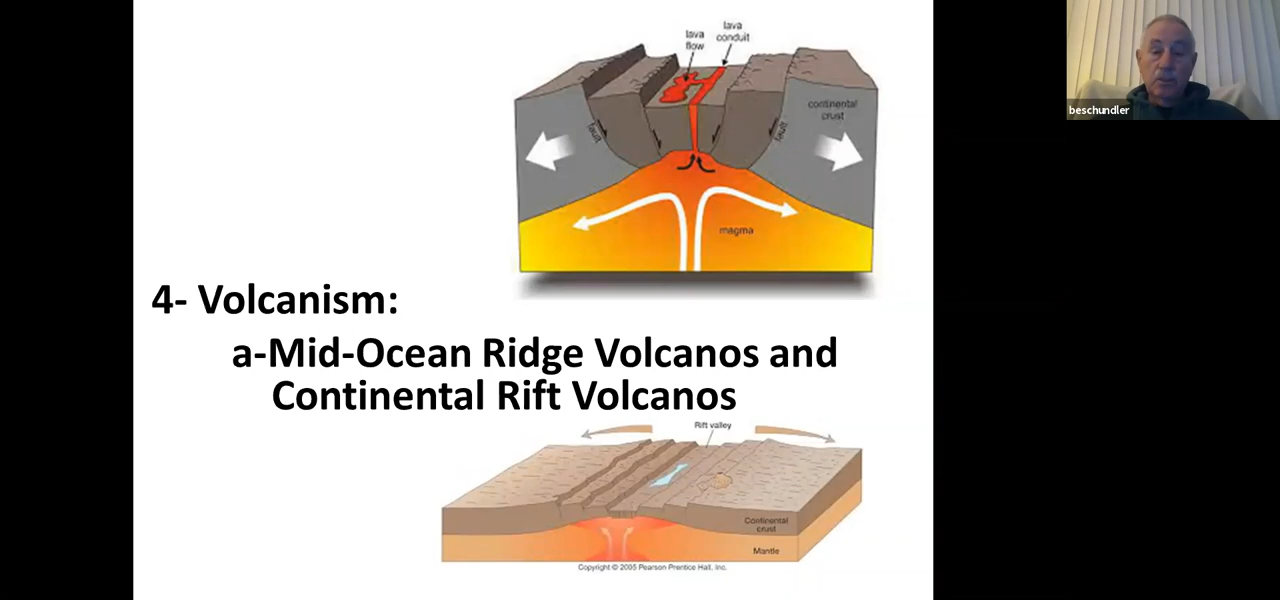 lava
flow
lava
conduit
continental
crust
fault
fault
magma
beschundler
4- Volcanism:
a-Mid-Ocean Ridge Volcanos and
Continental Rift Volcanos
Rift valley
Continental
crust
Mantle
Copyright © 2005 Pearson Prentice Hall, Inc.